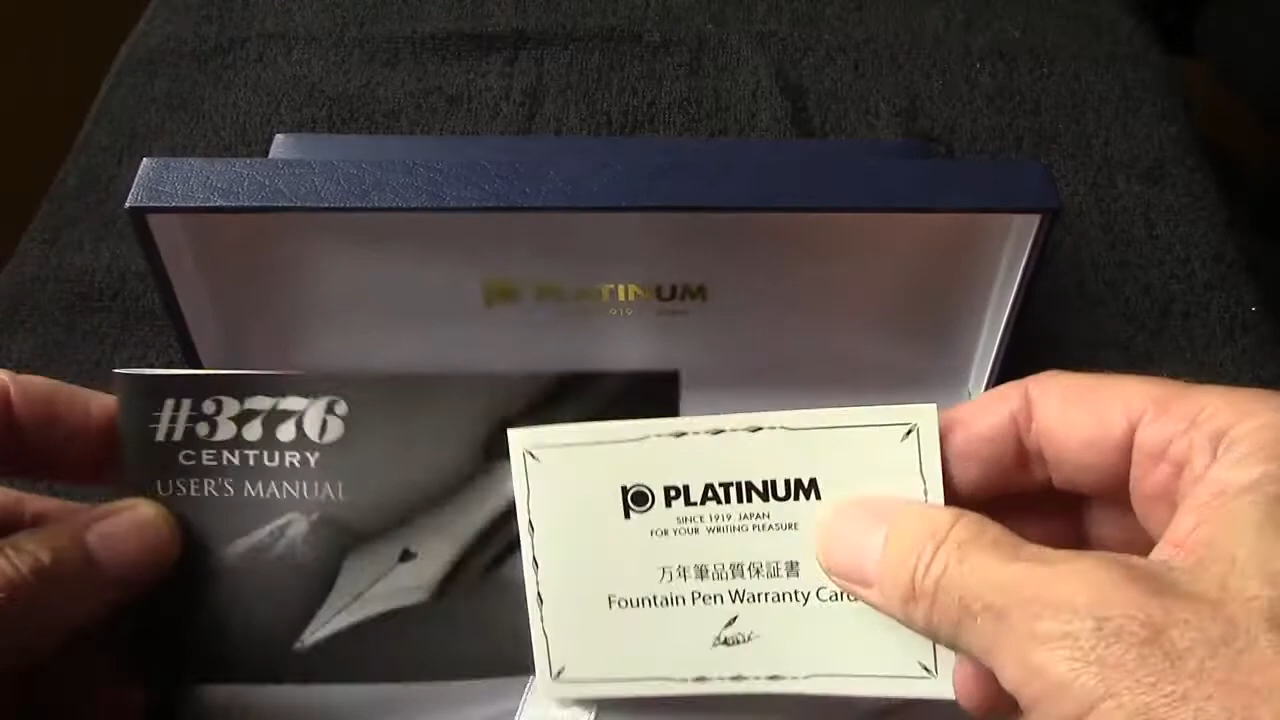 PLATINUM
#3776
CENTURY
USER'S MANUAL
PLATINUM
SINCE 1919, JAPAN
FOR YOUR WRITING PLEASURE
万年筆品質保証書
Fountain Pen Warranty Card